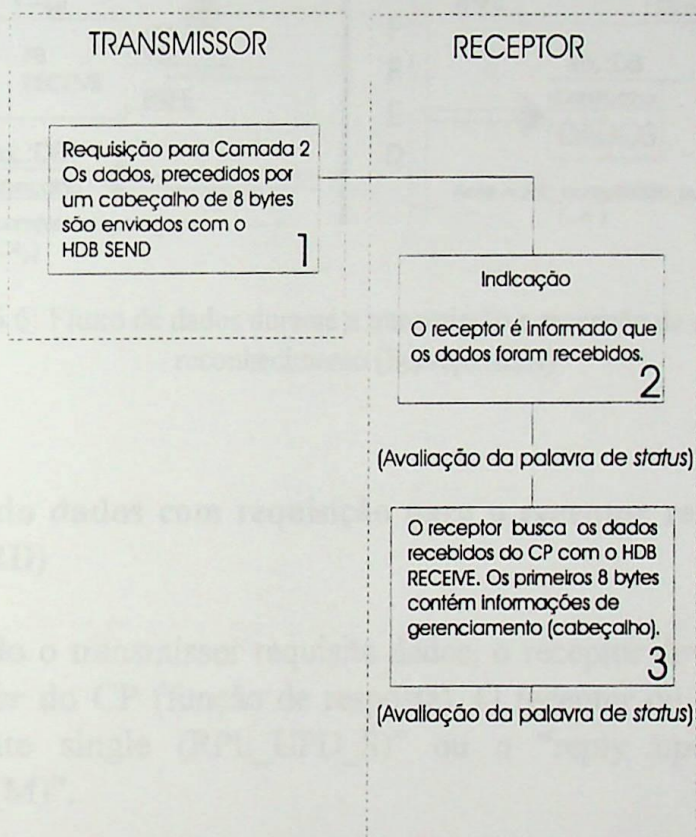 TRANSMISSOR
RECEPTOR
Requisição para Camada 2
Os dados, precedidos por
um cabeçalho de 8 bytes
são enviados com o
HDB SEND
1
Indicação
O receptor é informado que
os dados foram recebidos.
2
(Avaliação da palavra de status)
O receptor busca os dados
recebidos do CP com o HDB
RECEIVE. Os primeiros 8 bytes
contém informações de
gerenciamento (cabeçalho).
3
(Avaliação da palavra de status)